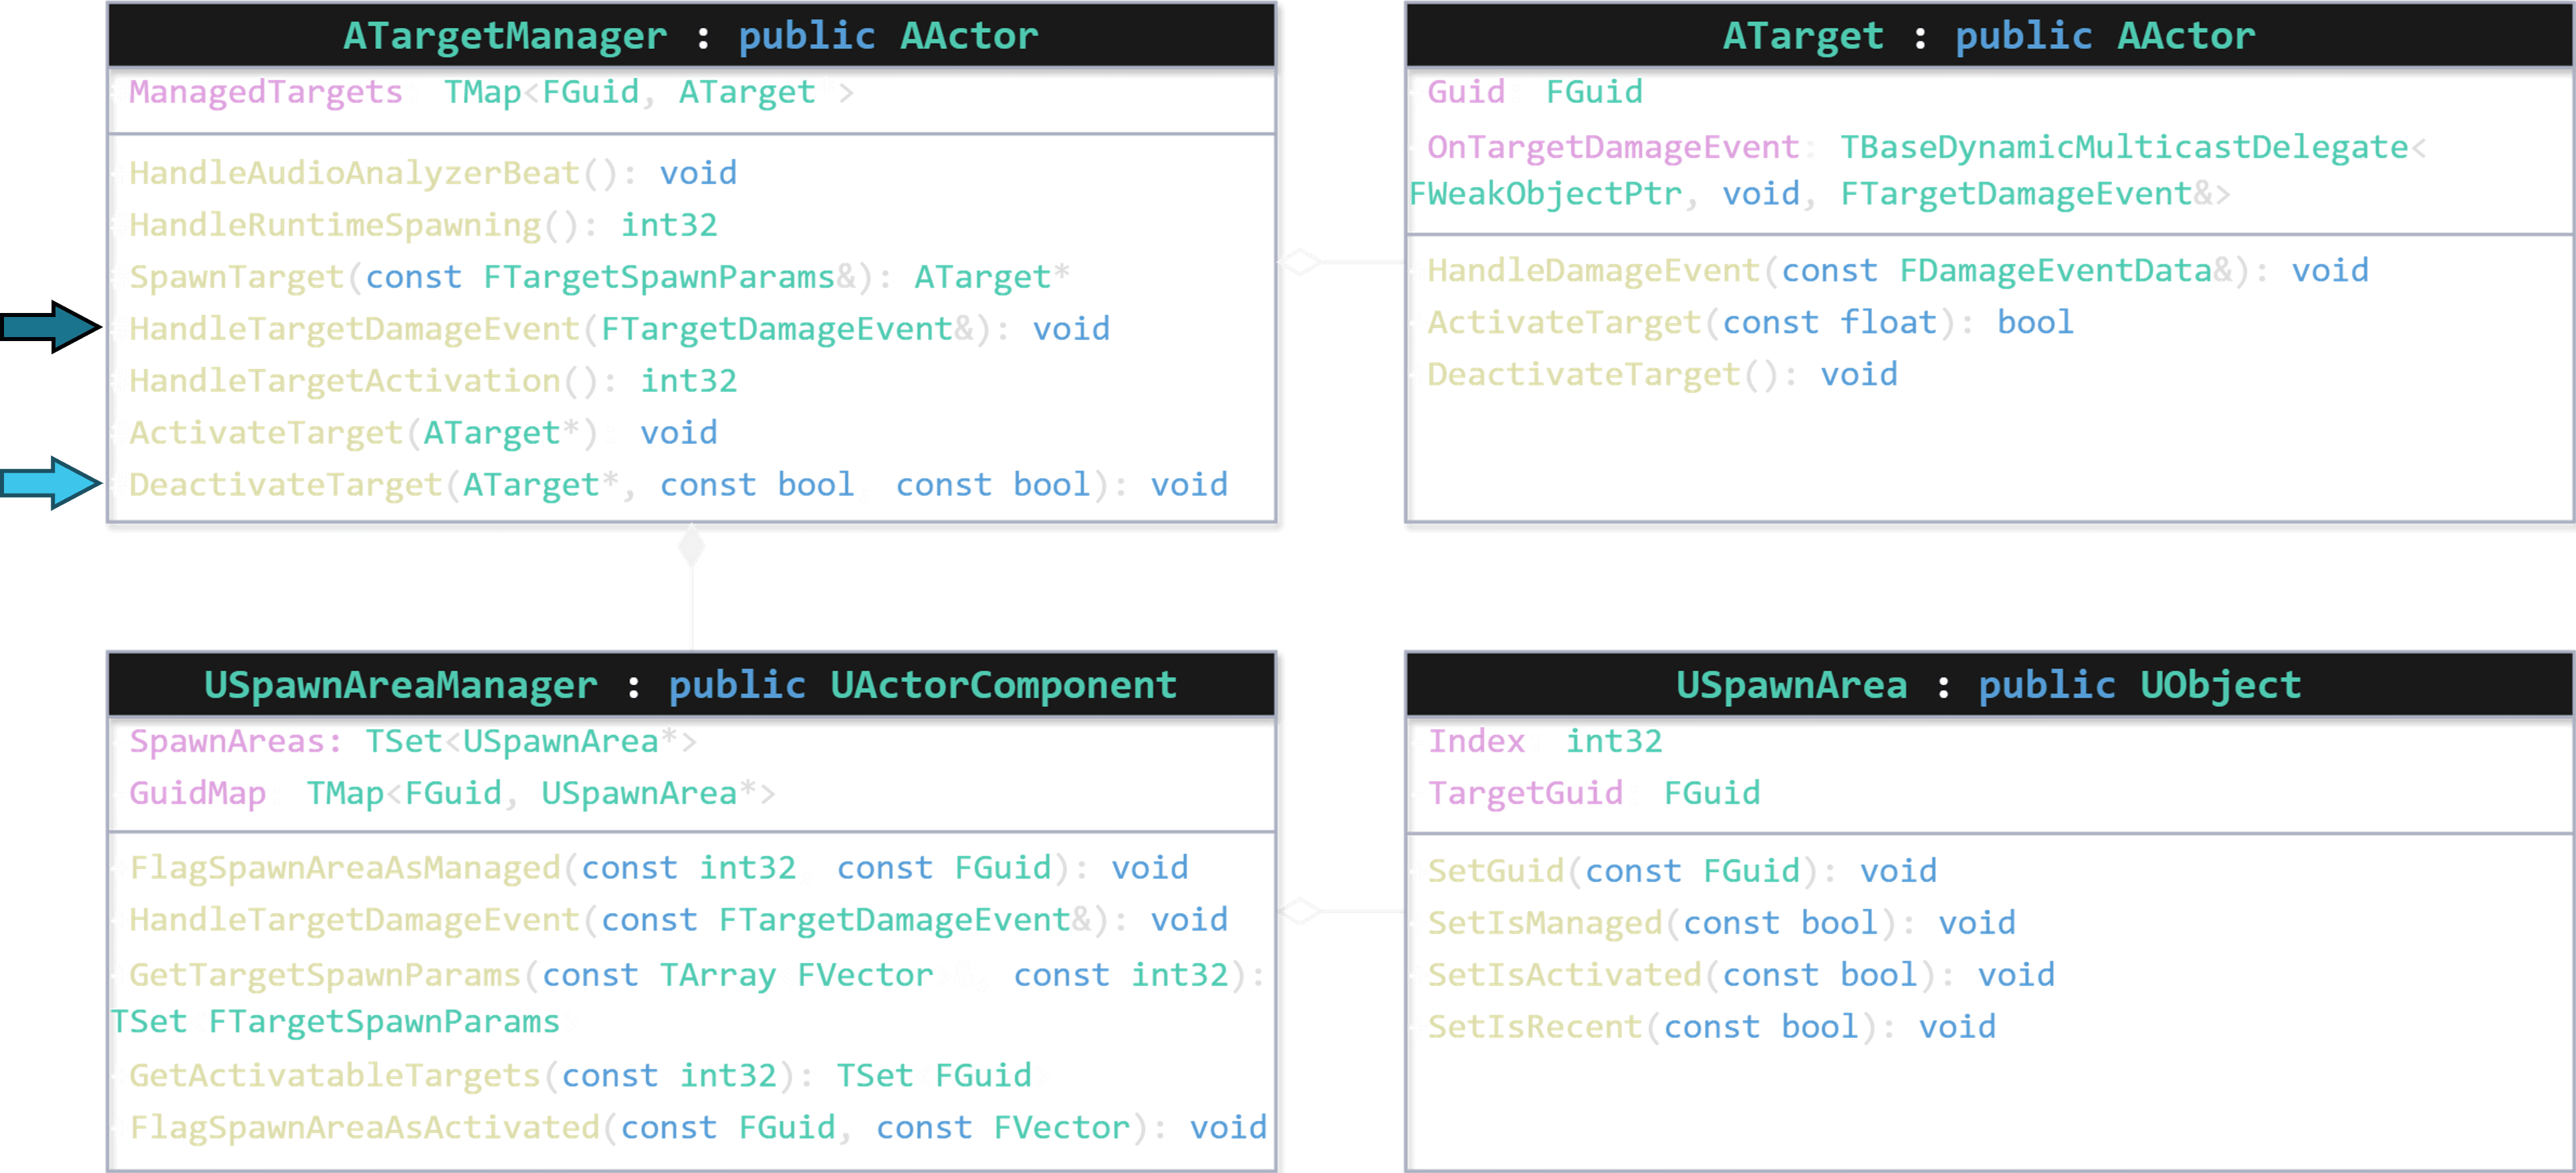 ATargetManager : public AActor
ManagedTargets TMap<FGuid, ATarget >
HandleAudioAnalyzerBeat(): void
HandleRuntimeSpawning(): int32
SpawnTarget(const FTargetSpawnParams&): ATarget*
HandleTargetDamageEvent(FTargetDamageEvent&): void
HandleTargetActivation(): int32
ActivateTarget(ATarget*) void
DeactivateTarget(ATarget*, const bool const bool): void
ATarget : public AActor
Guid FGuid
OnTargetDamageEvent: TBaseDynamicMulticastDelegate<
FWeakObjectPtr, void, FTargetDamageEvent&>
HandleDamageEvent(const FDamageEventData&): void
ActivateTarget(const float): bool
DeactivateTarget(): void
USpawnAreaManager : public UActorComponent
SpawnAreas: TSet<USpawnArea*>
GuidMap TMap<FGuid, USpawnArea*>
FlagSpawnAreaAsManaged(const int32 const FGuid): void
HandleTargetDamageEvent(const FTargetDamageEvent&): void
GetTargetSpawnParams(const TArray FVector const int32):
TSet FTargetSpawnParams
GetActivatableTargets(const int32): TSet FGuid
FlagSpawnAreaAsActivated(const FGuid, const FVector): void
USpawnArea : public UObject
Index int32
TargetGuid FGuid
SetGuid(const FGuid): void
SetIsManaged(const bool): void
SetIsActivated(const bool): void
SetIsRecent(const bool): void